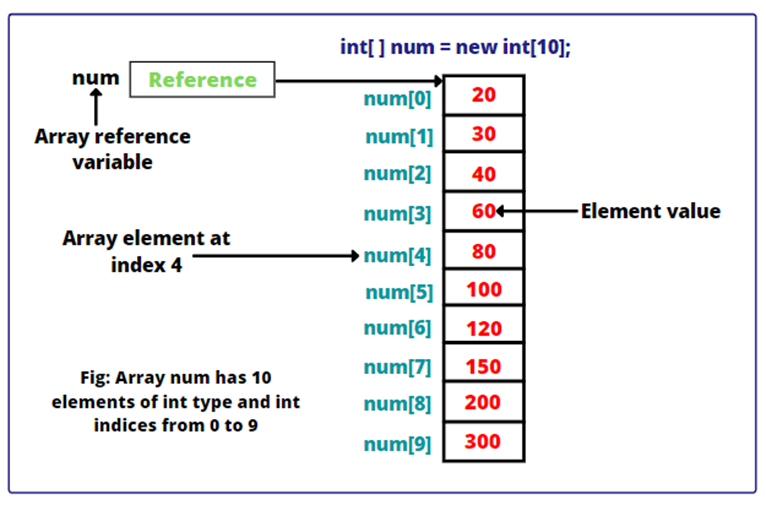 int[ ] num = new int[10];
num Reference
Array reference
variable
num[0] 20
num[1] 30
num[2] 40
num[3] 60 Element value
Array element at
index 4
num[4] 80
num[5] 100
num[6] 120
num[7] 150
num[8] 200
num[9] 300
Fig: Array num has 10
elements of int type and int
indices from 0 to 9